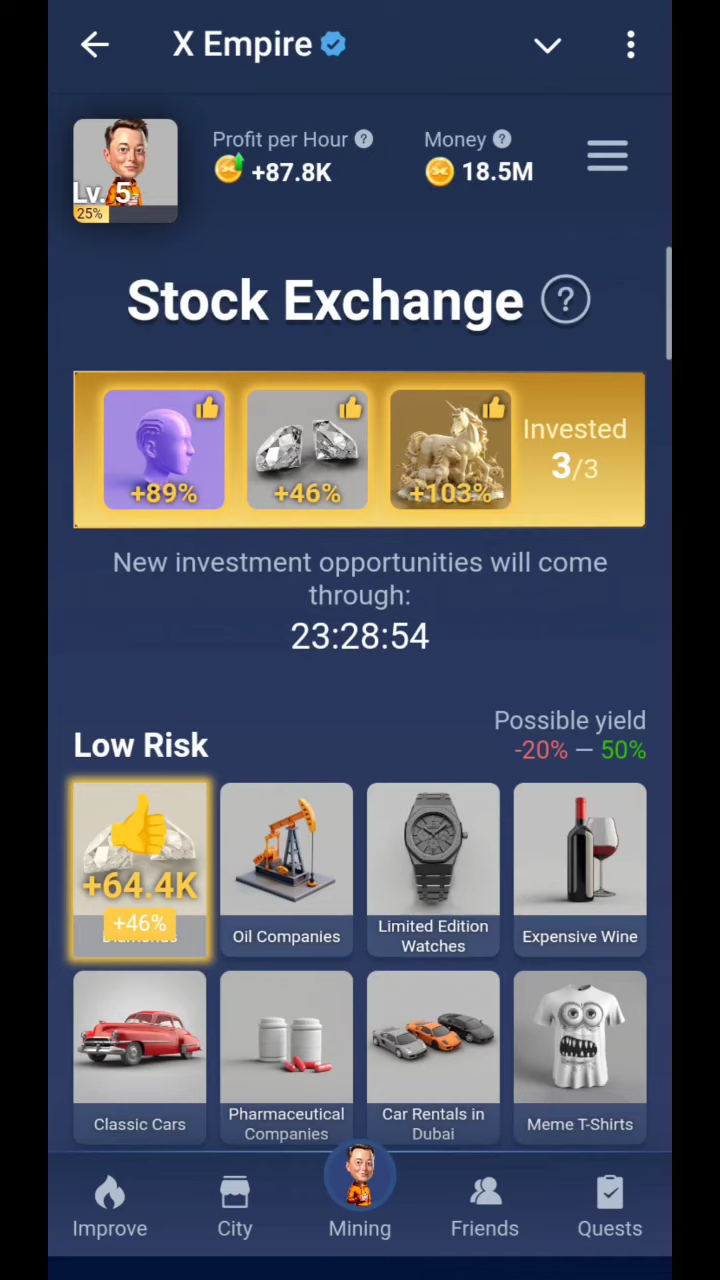 X Empire
Profit per Hour ?
Money ?
+87.8K
18.5M
Lv. 5
25%
Stock Exchange ?
+89%
+46%
+103%
Invested
3/3
New investment opportunities will come
through:
23:28:54
Low Risk
Possible yield
-20% — 50%
+64.4K
+46%
Diamonds
Oil Companies
Limited Edition
Watches
Expensive Wine
Classic Cars
Pharmaceutical
Companies
Car Rentals in
Dubai
Meme T-Shirts
Improve
City
Mining
Friends
Quests